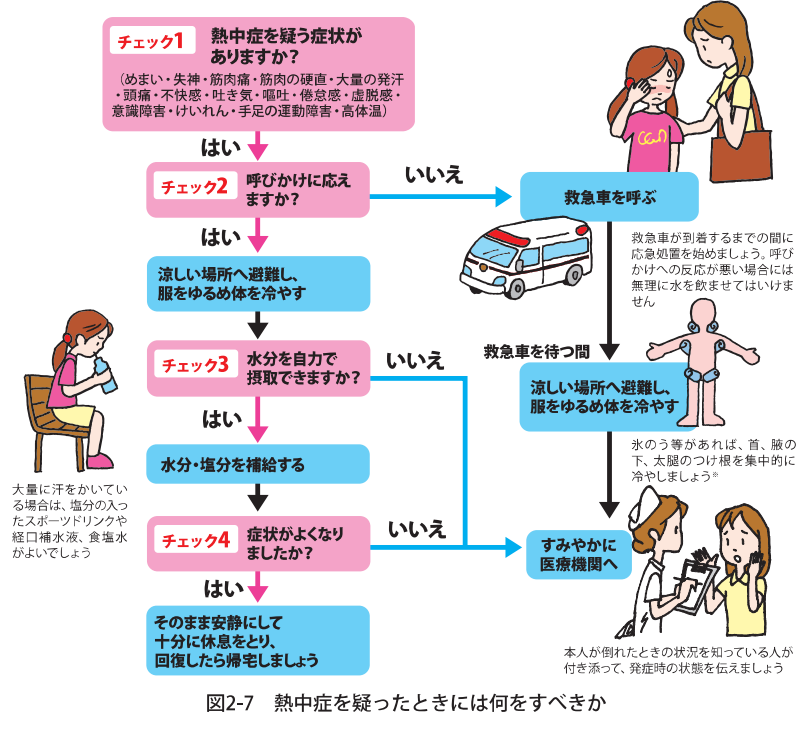 チェック1
熱中症を疑う症状が
ありますか？
（めまい・失神・筋肉痛・筋肉の硬直・大量の発汗
・頭痛・不快感・吐き気・嘔吐・倦怠感・虚脱感・
意識障害・けいれん・手足の運動障害・高体温）
はい
チェック2
呼びかけに応え
ますか？
いいえ
救急車を呼ぶ
救急車が到着するまでの間に
応急処置を始めましょう。呼び
かけへの反応が悪い場合には
無理に水を飲ませてはいけま
せん
はい
涼しい場所へ避難し、
服をゆるめ体を冷やす
救急車を待つ間
涼しい場所へ避難し、
服をゆるめ体を冷やす
氷のう等があれば、首、腋の
下、太腿のつけ根を集中的に
冷やしましょう※
チェック3
水分を自力で
摂取できますか？
いいえ
はい
水分・塩分を補給する
大量に汗をかいてい
る場合は、塩分の入っ
たスポーツドリンクや
経口補水液、食塩水
がよいでしょう
チェック4
症状がよくなり
ましたか？
いいえ
すみやかに
医療機関へ
はい
そのまま安静にして
十分に休息をとり、
回復したら帰宅しましょう
本人が倒れたときの状況を知っている人が
付き添って、発症時の状態を伝えましょう
図2-7 熱中症を疑ったときには何をすべきか